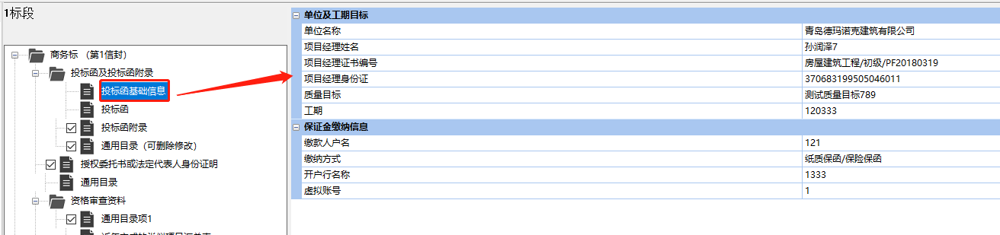 1标段
商务标 （第1信封）
投标函及投标函附录
投标函基础信息
投标函
投标函附录
通用目录（可删除修改）
授权委托书或法定代表人身份证明
通用目录
资格审查资料
通用目录项1
单位及工期目标
单位名称 青岛德玛诺克建筑有限公司
项目经理姓名 孙润泽7
项目经理证书编号 房屋建筑工程/初级/PF20180319
项目经理身份证 370683199505046011
质量目标 测试质量目标789
工期 120333
保证金缴纳信息
缴款人户名 121
缴纳方式 纸质保函/保险保函
开户行名称 1333
虚拟账号 1